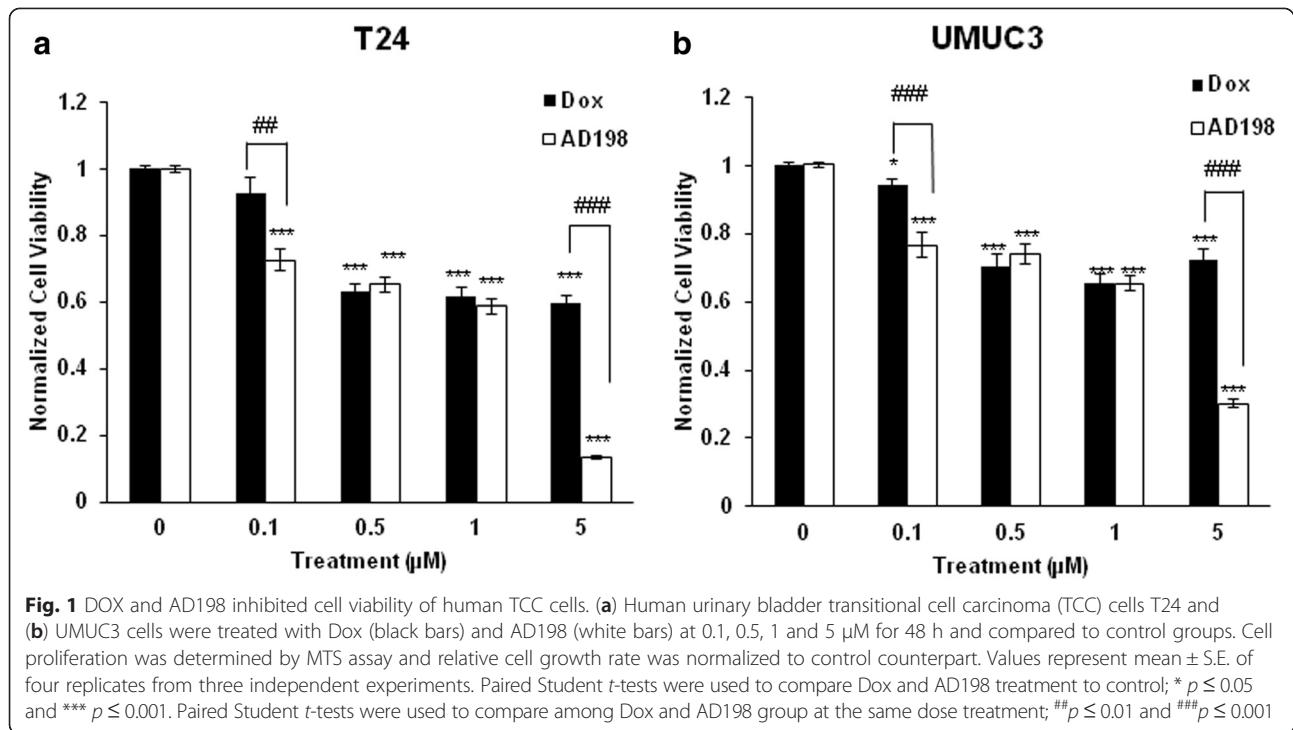 a
T24
Normalized Cell Viability
1.2
1
0.8
0.6
0.4
0.2
0
Dox
AD198
##
###
***
*** ***
*** ***
***
***
0 0.1 0.5 1 5
Treatment (µM)
b
UMUC3
Normalized Cell Viability
1.2
1
0.8
0.6
0.4
0.2
0
Dox
AD198
###
###
*
***
*** ***
*** ***
***
***
0 0.1 0.5 1 5
Treatment (µM)
Fig. 1 DOX and AD198 inhibited cell viability of human TCC cells. (a) Human urinary bladder transitional cell carcinoma (TCC) cells T24 and
(b) UMUC3 cells were treated with Dox (black bars) and AD198 (white bars) at 0.1, 0.5, 1 and 5 µM for 48 h and compared to control groups. Cell
proliferation was determined by MTS assay and relative cell growth rate was normalized to control counterpart. Values represent mean ± S.E. of
four replicates from three independent experiments. Paired Student t-tests were used to compare Dox and AD198 treatment to control; * p ≤ 0.05
and *** p ≤ 0.001. Paired Student t-tests were used to compare among Dox and AD198 group at the same dose treatment; ##p ≤ 0.01 and ###p ≤ 0.001